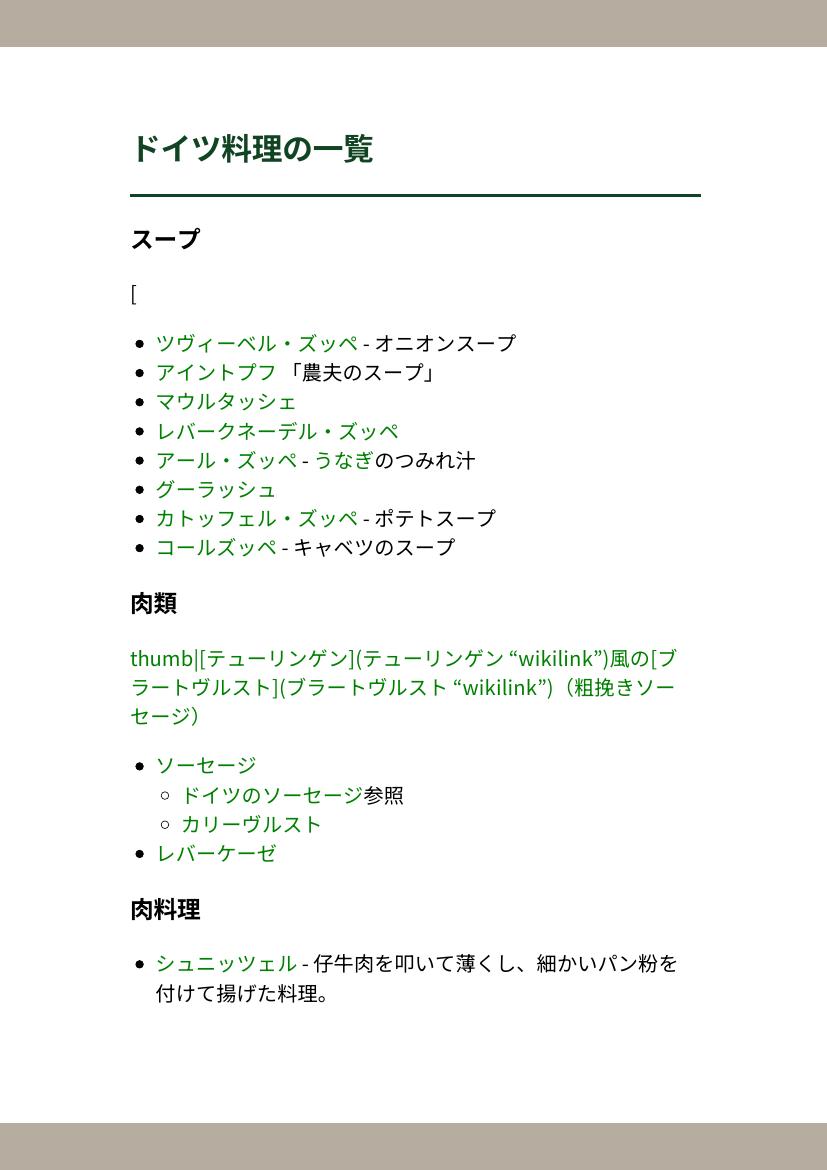 ドイツ料理の一覧
スープ
[
• ツヴィーベル・ズッペ - オニオンスープ
• アイントプフ 「農夫のスープ」
• マウルタッシェ
• レバークネーデル・ズッペ
• アール・ズッペ - うなぎのつみれ汁
• グーラッシュ
• カトッフェル・ズッペ - ポテトスープ
• コールズッペ - キャベツのスープ
肉類
thumb|[テューリンゲン](テューリンゲン “wikilink”)風の[ブ
ラートヴルスト](ブラートヴルスト “wikilink”)（粗挽きソー
セージ）
• ソーセージ
◦ ドイツのソーセージ参照
◦ カリーヴルスト
• レバーケーゼ
肉料理
• シュニッツェル - 仔牛肉を叩いて薄くし、細かいパン粉を
付けて揚げた料理。